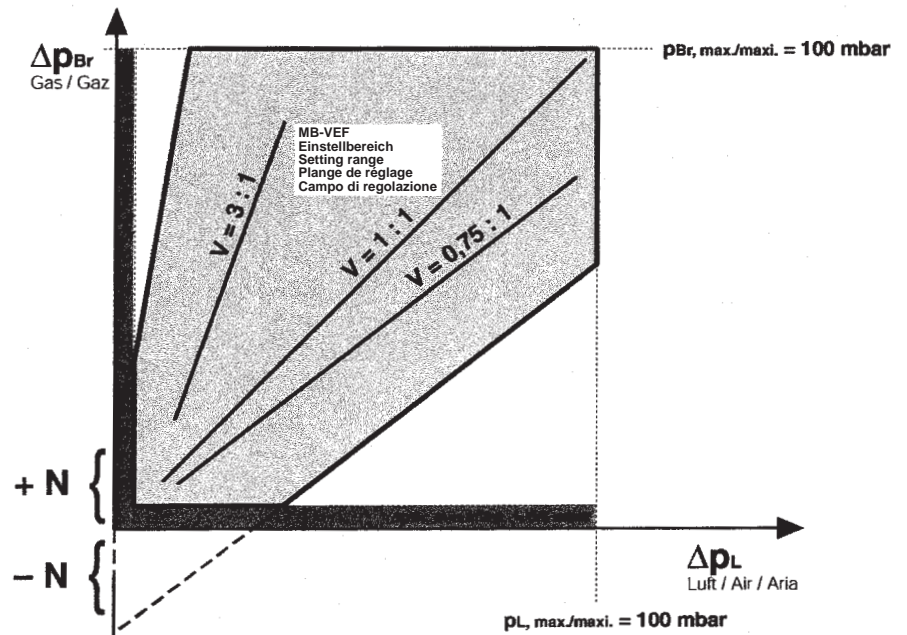 ΔpBr
Gas / Gaz
pBr, max./maxi. = 100 mbar
MB-VEF
Einstellbereich
Setting range
Plange de réglage
Campo di regolazione
V = 3 : 1
V = 1 : 1
V = 0,75 : 1
+ N {
– N {
ΔpL
Luft / Air / Aria
pL, max./maxi. = 100 mbar